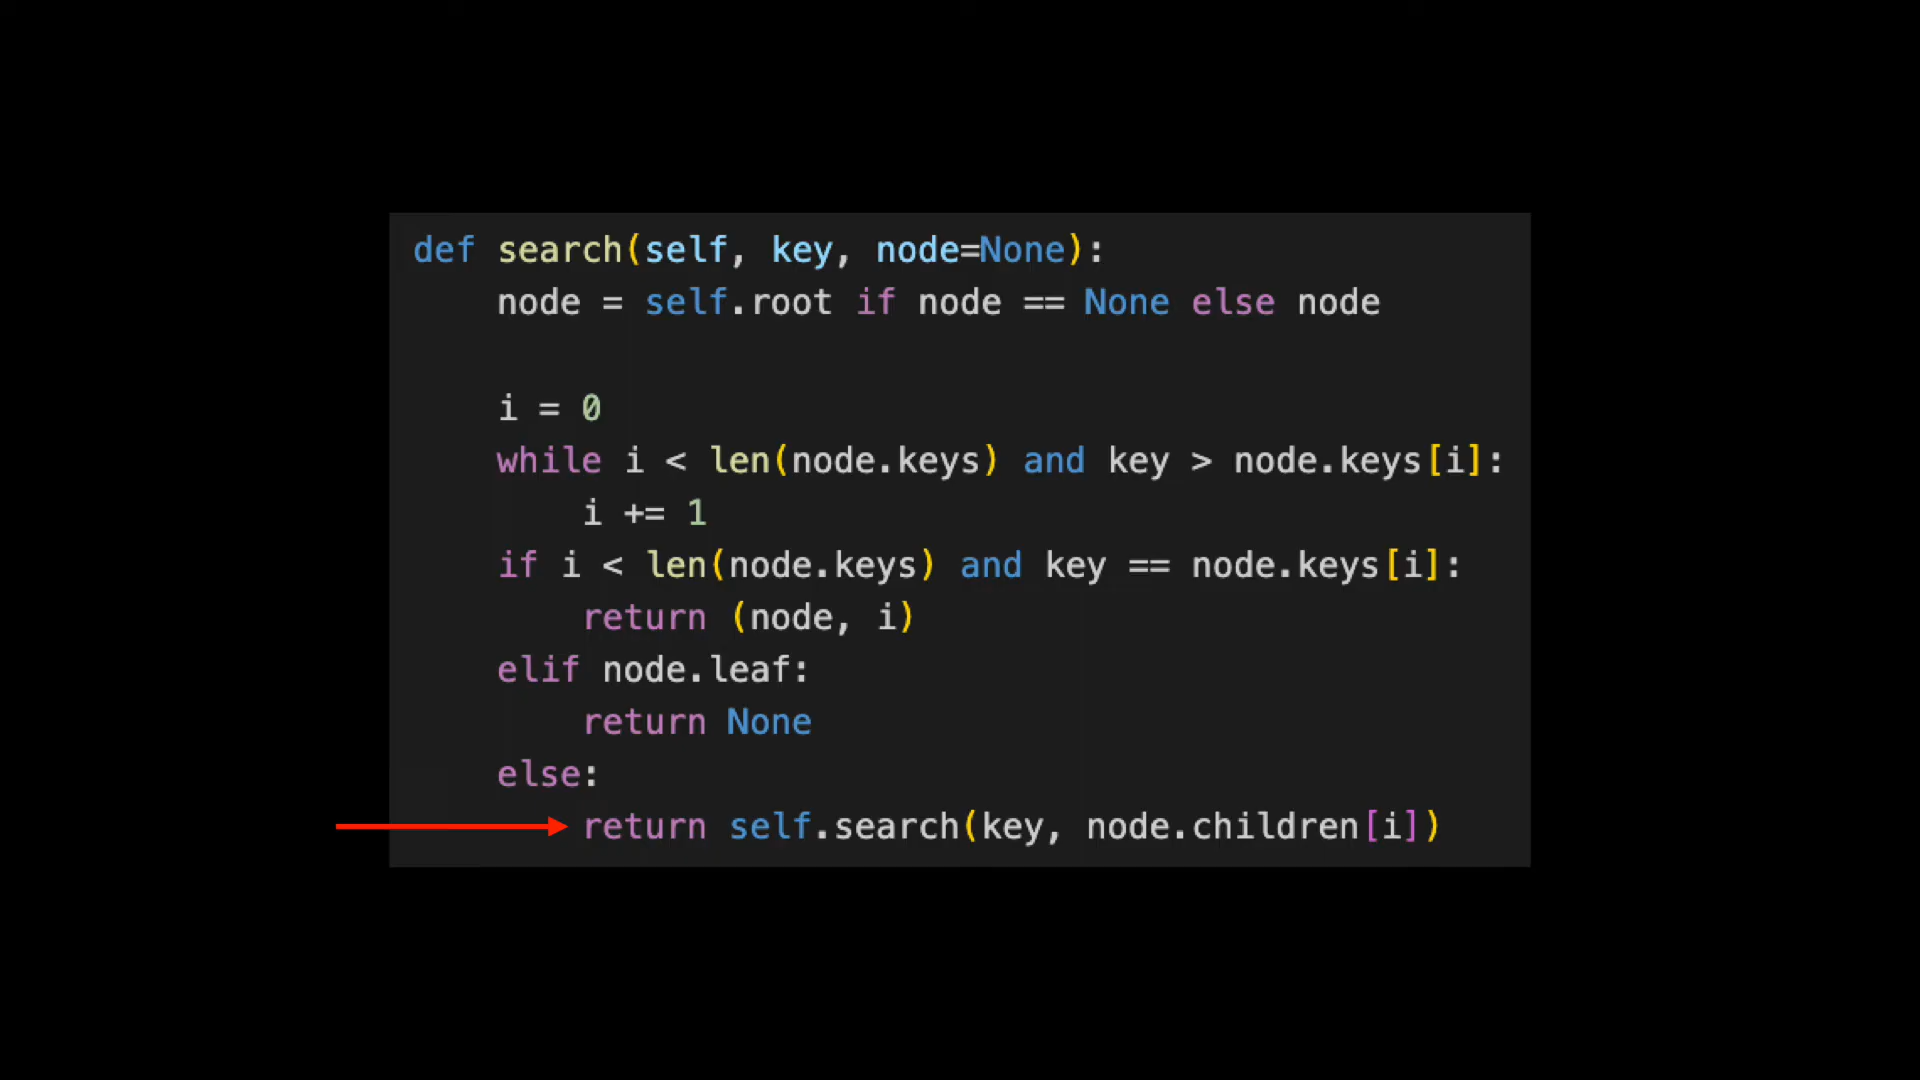 def search(self, key, node=None):
    node = self.root if node == None else node

    i = 0
    while i < len(node.keys) and key > node.keys[i]:
        i += 1
    if i < len(node.keys) and key == node.keys[i]:
        return (node, i)
    elif node.leaf:
        return None
    else:
        return self.search(key, node.children[i])